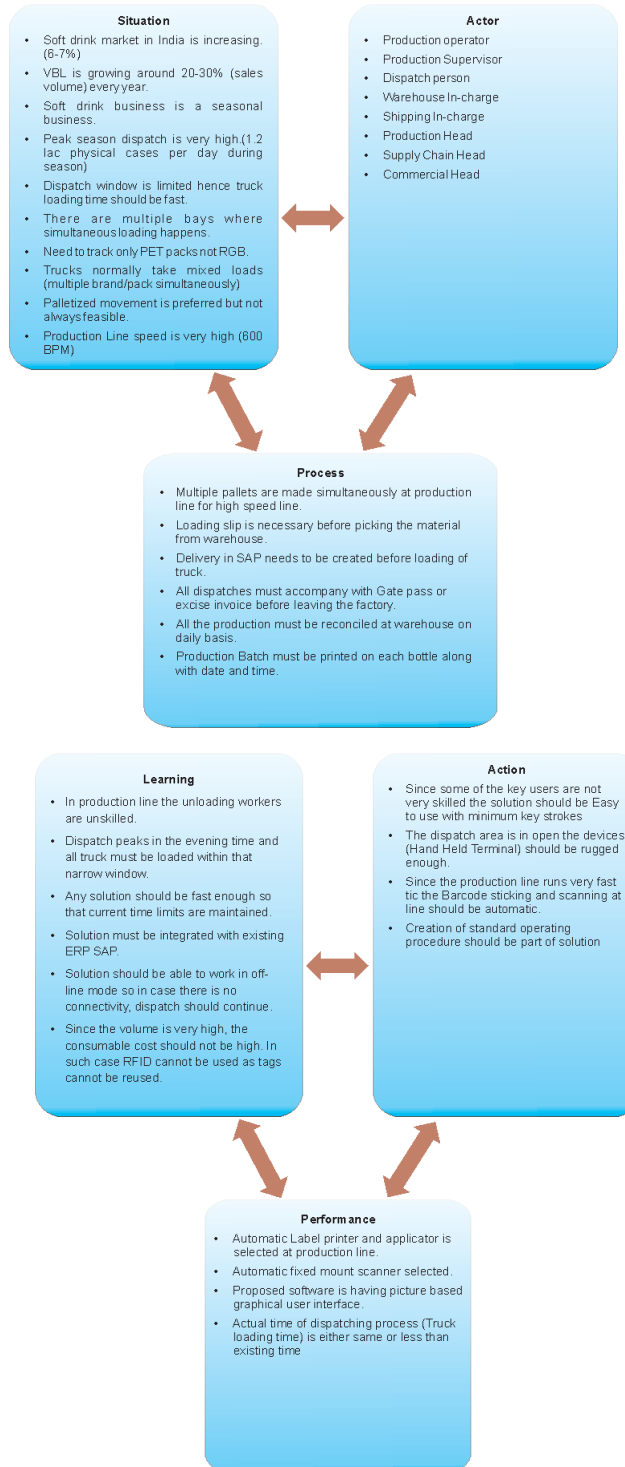 Situation
• Soft drink market in India is increasing.
(6-7%)
• VBL is growing around 20-30% (sales
volume) every year.
• Soft drink business is a seasonal
business.
• Peak season dispatch is very high.(1.2
lac physical cases per day during
season)
• Dispatch window is limited hence truck
loading time should be fast.
• There are multiple bays where
simultaneous loading happens.
• Need to track only PET packs not RGB.
• Trucks normally take mixed loads
(multiple brand/pack simultaneously)
• Palletized movement is preferred but not
always feasible.
• Production Line speed is very high (600
BPM)
Actor
• Production operator
• Production Supervisor
• Dispatch person
• Warehouse In-charge
• Shipping In-charge
• Production Head
• Supply Chain Head
• Commercial Head
Process
• Multiple pallets are made simultaneously at production
line for high speed line.
• Loading slip is necessary before picking the material
from warehouse.
• Delivery in SAP needs to be created before loading of
truck.
• All dispatches must accompany with Gate pass or
excise invoice before leaving the factory.
• All the production must be reconciled at warehouse on
daily basis.
• Production Batch must be printed on each bottle along
with date and time.
Learning
• In production line the unloading workers
are unskilled.
• Dispatch peaks in the evening time and
all truck must be loaded within that
narrow window.
• Any solution should be fast enough so
that current time limits are maintained.
• Solution must be integrated with existing
ERP SAP.
• Solution should be able to work in off-
line mode so in case there is no
connectivity, dispatch should continue.
• Since the volume is very high, the
consumable cost should not be high. In
such case RFID cannot be used as tags
cannot be reused.
Action
• Since some of the key users are not
very skilled the solution should be Easy
to use with minimum key strokes
• The dispatch area is in open the devices
(Hand Held Terminal) should be rugged
enough.
• Since the production line runs very fast
tic the Barcode sticking and scanning at
line should be automatic.
• Creation of standard operating
procedure should be part of solution
Performance
• Automatic Label printer and applicator is
selected at production line.
• Automatic fixed mount scanner selected.
• Proposed software is having picture based
graphical user interface.
• Actual time of dispatching process (Truck
loading time) is either same or less than
existing time